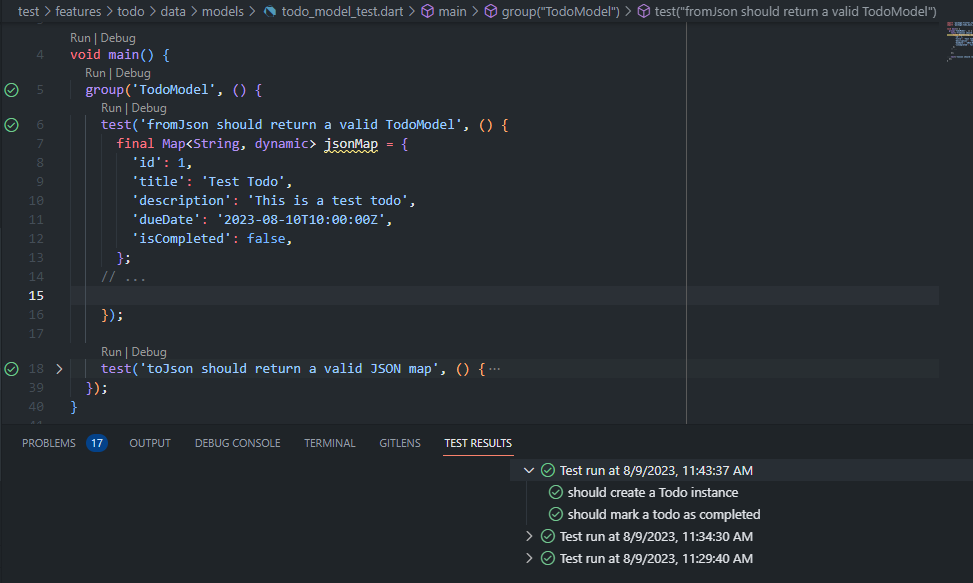 test > features > todo > data > models > todo_model_test.dart > main > group("TodoModel") > test("fromJson should return a valid TodoModel")
Run | Debug
4 void main() {
Run | Debug
5 group('TodoModel', () {
Run | Debug
6 test('fromJson should return a valid TodoModel', () {
7 final Map<String, dynamic> jsonMap = {
8 'id': 1,
9 'title': 'Test Todo',
10 'description': 'This is a test todo',
11 'dueDate': '2023-08-10T10:00:00Z',
12 'isCompleted': false,
13 };
14 // ...
15
16 });
17
Run | Debug
18 > test('toJson should return a valid JSON map', () { ...
39 });
40 }
41
PROBLEMS 17 OUTPUT DEBUG CONSOLE TERMINAL GITLENS TEST RESULTS
Test run at 8/9/2023, 11:43:37 AM
should create a Todo instance
should mark a todo as completed
Test run at 8/9/2023, 11:34:30 AM
Test run at 8/9/2023, 11:29:40 AM